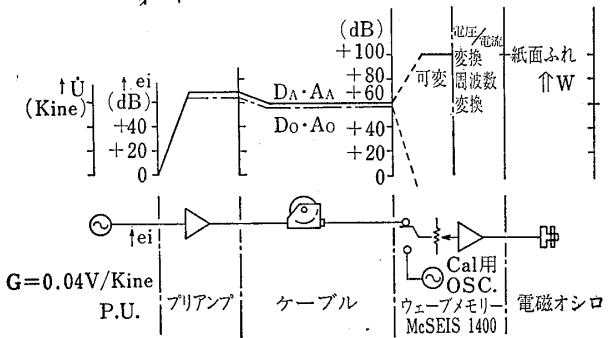 (dB)
+100
+80
+60
+40
+20
0
電圧/電流
変換
周波数
変換
可変
紙面ふれ
⇑W
↑U̇
(Kine)
↑ei
(dB)
+40
+20
0
DA・AA
DO・AO
↑ei
G=0.04V/Kine
P.U.
プリアンプ
ケーブル
Cal用
OSC.
ウェーブメモリー
McSEIS 1400
電磁オシロ